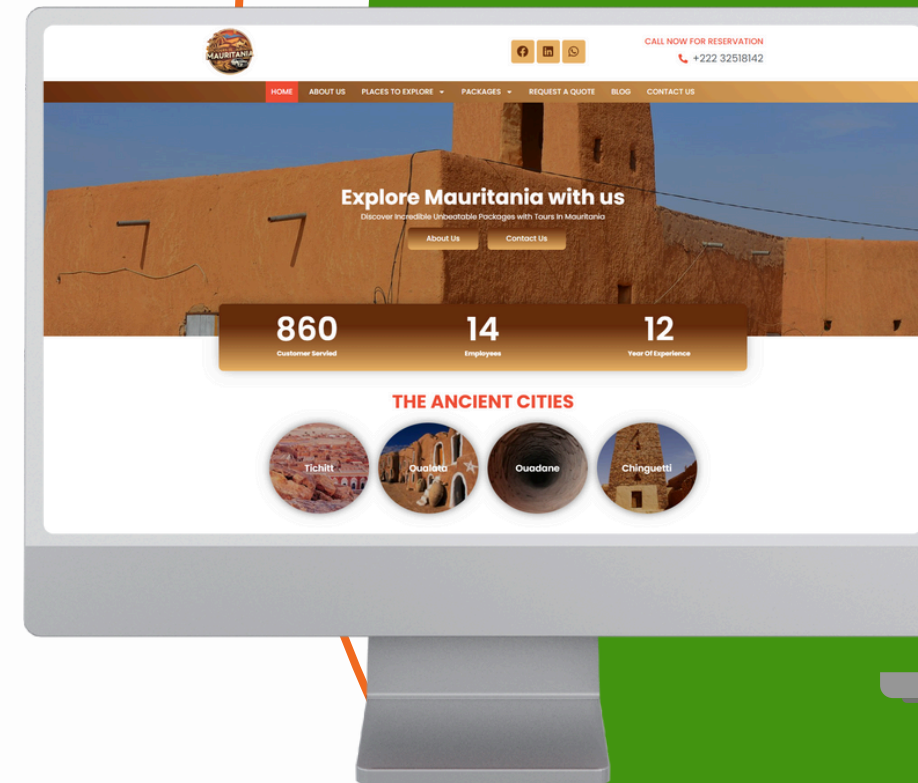 MAURITANIA
CALL NOW FOR RESERVATION
+222 32518142
HOME ABOUT US PLACES TO EXPLORE PACKAGES REQUEST A QUOTE BLOG CONTACT US
Explore Mauritania with us
Discover Incredible Unbeatable Packages with Tours In Mauritania
About Us Contact Us
860 14 12
Customer Servied Employees Year Of Experience
THE ANCIENT CITIES
Tichitt Oualata Ouadane Chinguetti